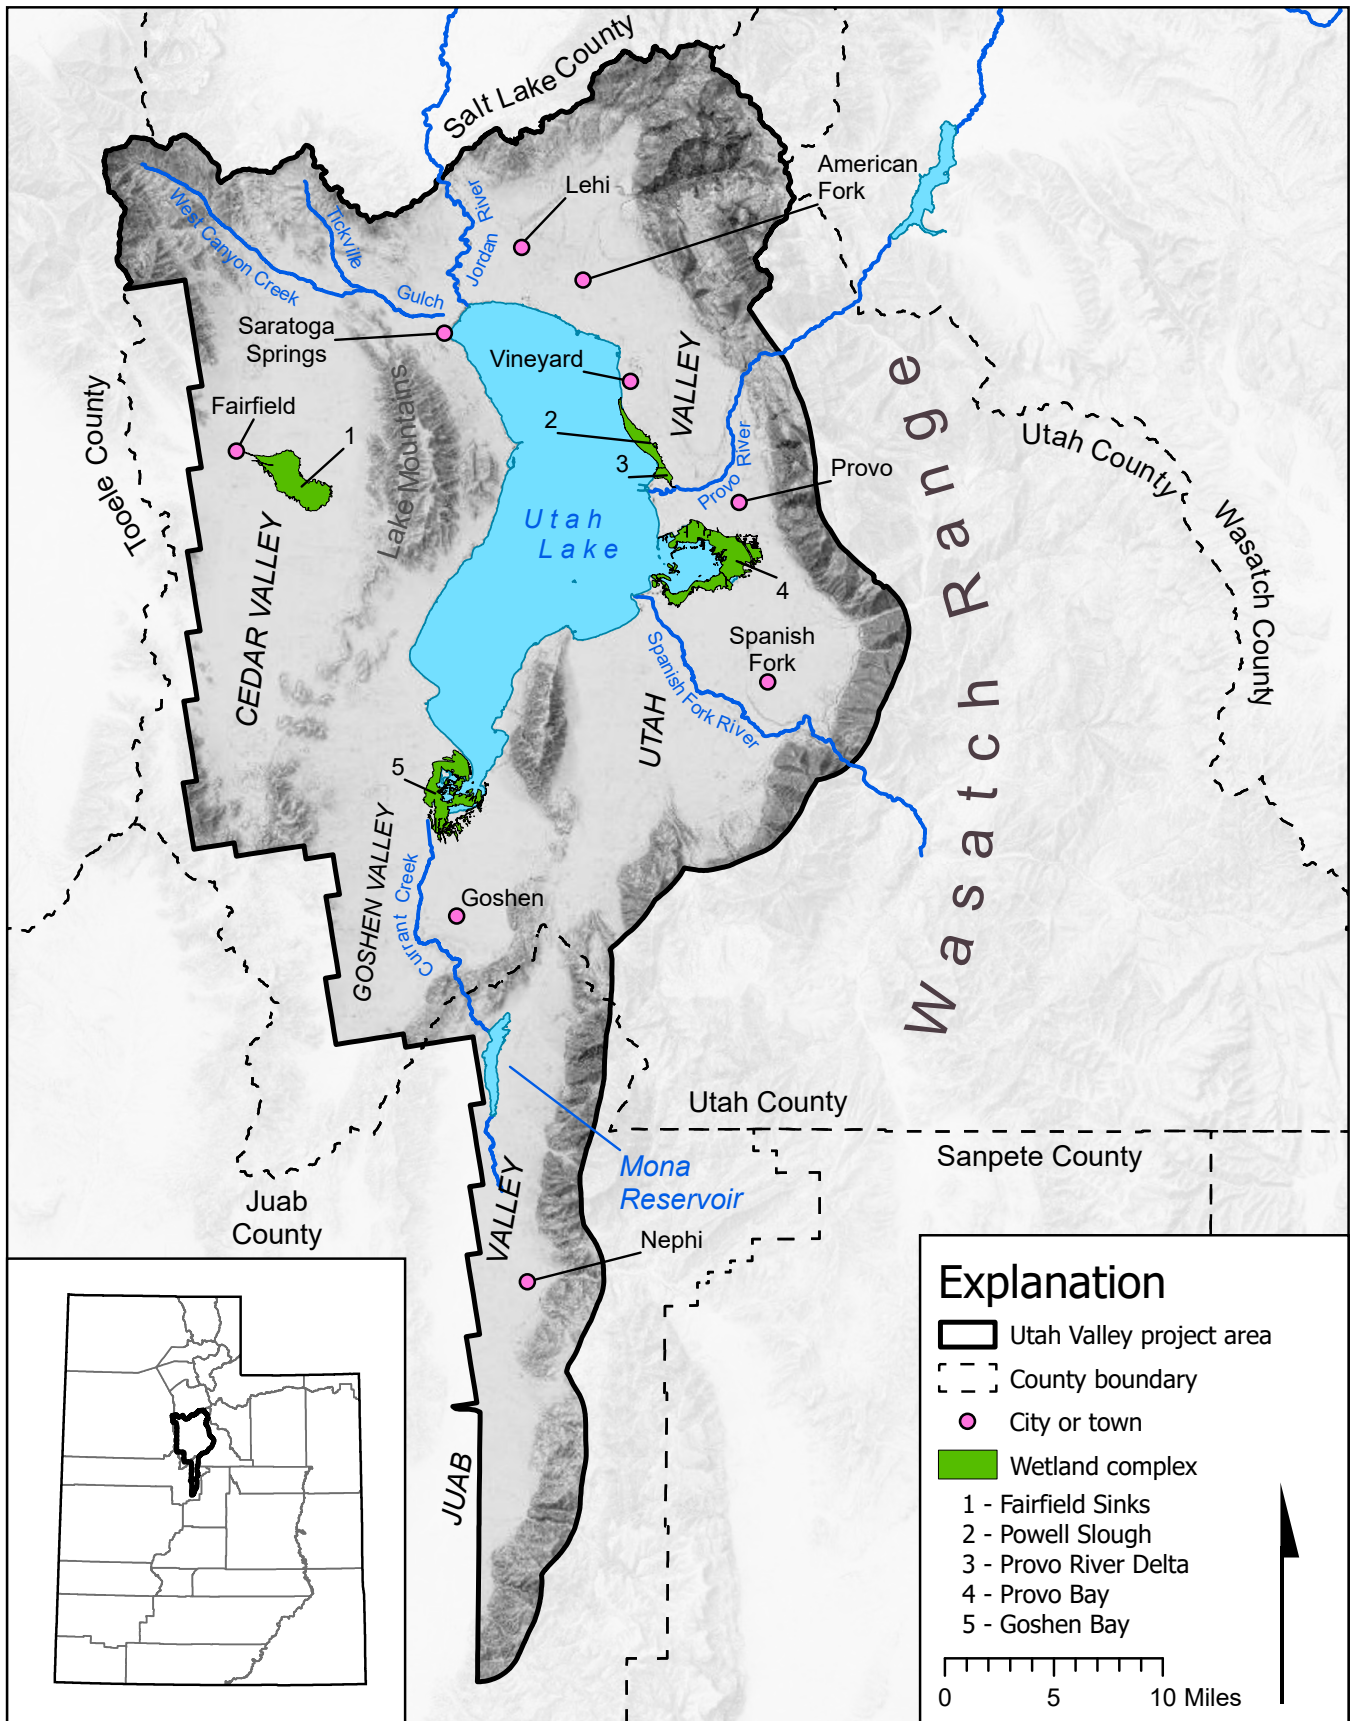 Salt Lake County
American
Fork
Lehi
West Canyon Creek
Tickville
Gulch
Jordan River
Saratoga
Springs
Vineyard
VALLEY
Wasatch Range
Utah County
Wasatch County
Tooele County
Fairfield
1
Lake Mountains
2
3
Provo River
Provo
Utah
Lake
4
CEDAR VALLEY
Spanish
Fork
Spanish Fork River
UTAH
5
GOSHEN VALLEY
Currant Creek
Goshen
Utah County
Sanpete County
Mona
Reservoir
Juab
County
VALLEY
Nephi
JUAB
Explanation
Utah Valley project area
County boundary
City or town
Wetland complex
1 - Fairfield Sinks
2 - Powell Slough
3 - Provo River Delta
4 - Provo Bay
5 - Goshen Bay
0 5 10 Miles